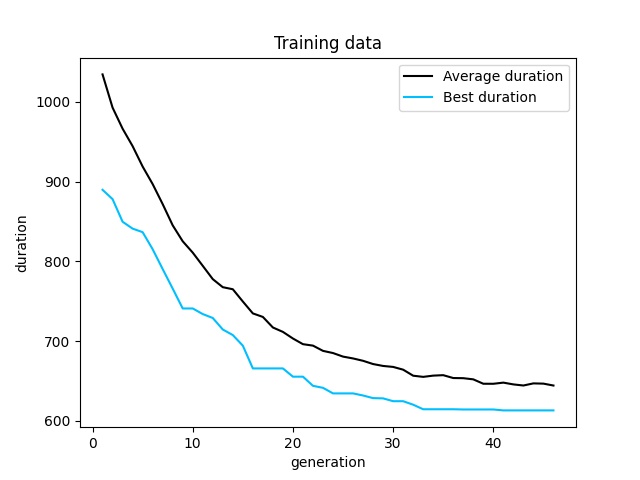 Training data
Average duration
Best duration
1000
900
800
700
600
duration
0 10 20 30 40
generation